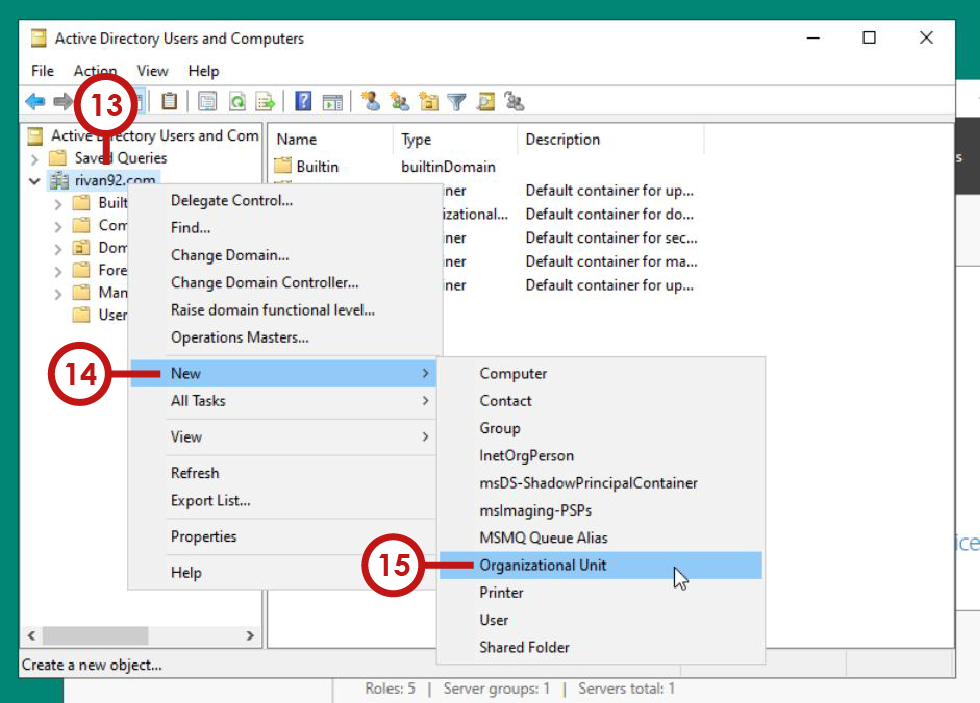 Active Directory Users and Computers
File Action View Help
13
Active Directory Users and Com
Name Type Description
Saved Queries
Builtin builtinDomain
rivan92.com
Built
Com
Dom
Fore
Man
User
ner Default container for up...
izational... Default container for do...
ner Default container for sec...
ner Default container for ma...
ner Default container for up...
Delegate Control...
Find...
Change Domain...
Change Domain Controller...
Raise domain functional level...
Operations Masters...
14
New
All Tasks
View
Refresh
Export List...
Properties
Help
Computer
Contact
Group
InetOrgPerson
msDS-ShadowPrincipalContainer
msImaging-PSPs
MSMQ Queue Alias
15
Organizational Unit
Printer
User
Shared Folder
Create a new object...
s
ice
Roles: 5 | Server groups: 1 | Servers total: 1